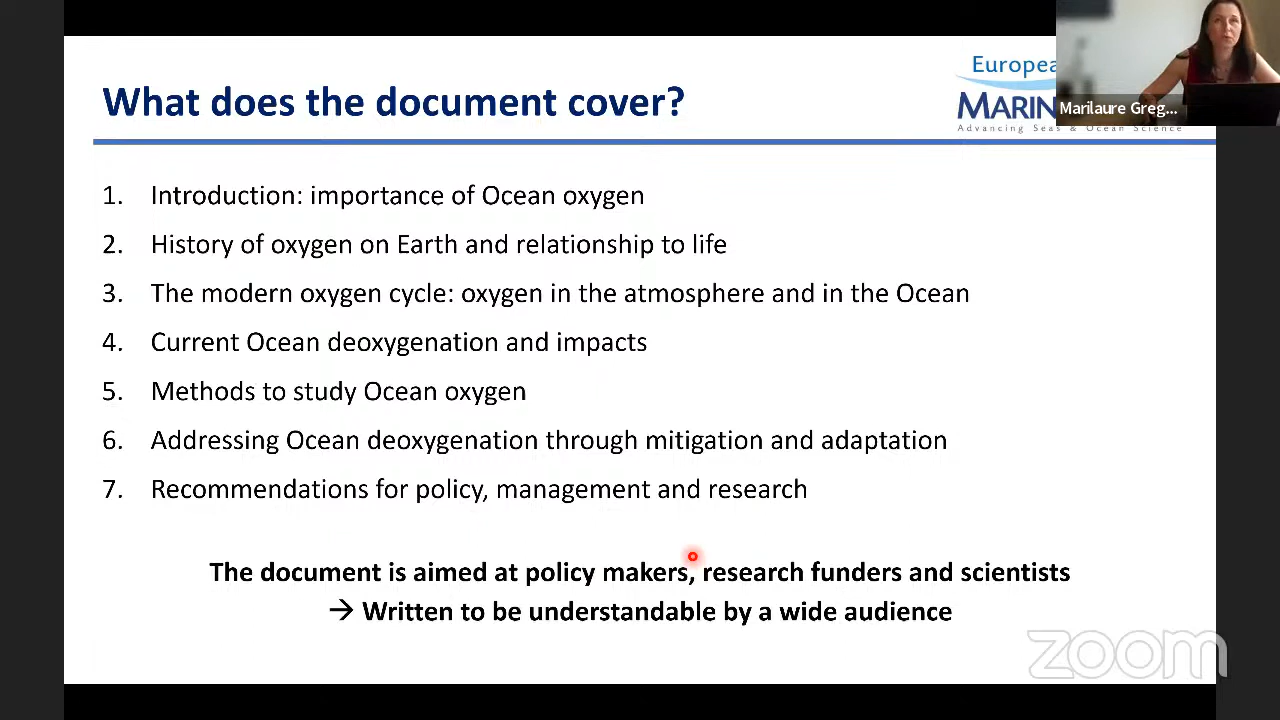 What does the document cover?
Europea
MARIN
Advancing Seas & Ocean Science
Marilaure Greg...
1. Introduction: importance of Ocean oxygen
2. History of oxygen on Earth and relationship to life
3. The modern oxygen cycle: oxygen in the atmosphere and in the Ocean
4. Current Ocean deoxygenation and impacts
5. Methods to study Ocean oxygen
6. Addressing Ocean deoxygenation through mitigation and adaptation
7. Recommendations for policy, management and research
The document is aimed at policy makers, research funders and scientists
→ Written to be understandable by a wide audience
zoom